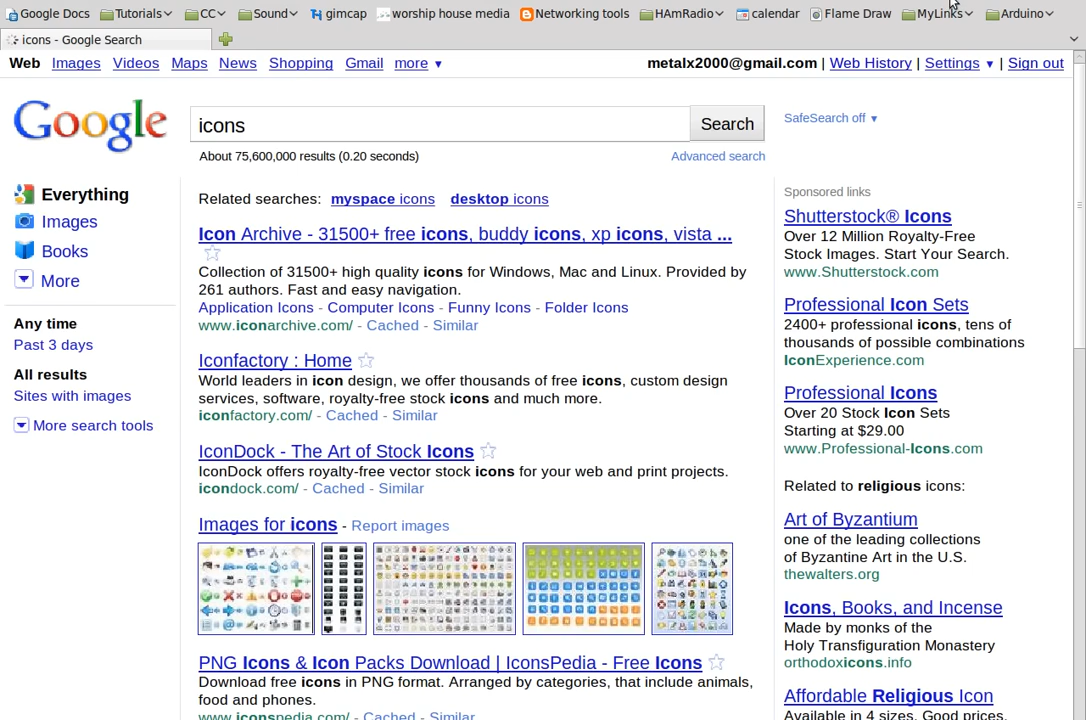 Google Docs Tutorials CC Sound gimcap worship house media Networking tools HAmRadio calendar Flame Draw MyLinks Arduino
icons - Google Search
Web Images Videos Maps News Shopping Gmail more ▼ metalx2000@gmail.com | Web History | Settings ▼ | Sign out
Google
icons
Search
SafeSearch off ▼
About 75,600,000 results (0.20 seconds)
Advanced search
Everything
Images
Books
More
Any time
Past 3 days
All results
Sites with images
More search tools
Related searches: myspace icons desktop icons
Icon Archive - 31500+ free icons, buddy icons, xp icons, vista ...
Collection of 31500+ high quality icons for Windows, Mac and Linux. Provided by
261 authors. Fast and easy navigation.
Application Icons - Computer Icons - Funny Icons - Folder Icons
www.iconarchive.com/ - Cached - Similar
Iconfactory : Home
World leaders in icon design, we offer thousands of free icons, custom design
services, software, royalty-free stock icons and much more.
iconfactory.com/ - Cached - Similar
IconDock - The Art of Stock Icons
IconDock offers royalty-free vector stock icons for your web and print projects.
icondock.com/ - Cached - Similar
Images for icons - Report images
PNG Icons & Icon Packs Download | IconsPedia - Free Icons
Download free icons in PNG format. Arranged by categories, that include animals,
food and phones.
www.iconspedia.com/ - Cached - Similar
Sponsored links
Shutterstock® Icons
Over 12 Million Royalty-Free
Stock Images. Start Your Search.
www.Shutterstock.com
Professional Icon Sets
2400+ professional icons, tens of
thousands of possible combinations
IconExperience.com
Professional Icons
Over 20 Stock Icon Sets
Starting at $29.00
www.Professional-Icons.com
Related to religious icons:
Art of Byzantium
one of the leading collections
of Byzantine Art in the U.S.
thewalters.org
Icons, Books, and Incense
Made by monks of the
Holy Transfiguration Monastery
orthodoxicons.info
Affordable Religious Icon
Available in 4 sizes. Good prices.